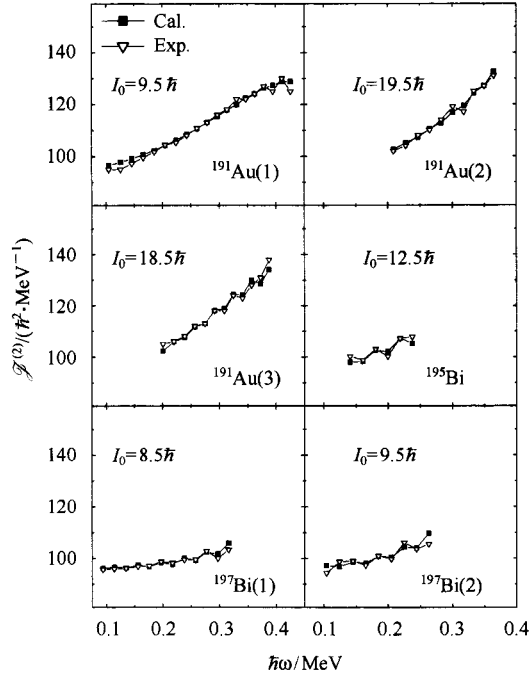 Cal.
Exp.
I₀=9.5ℏ
I₀=19.5ℏ
140
120
100
¹⁹¹Au(1)
¹⁹¹Au(2)
I₀=18.5ℏ
I₀=12.5ℏ
140
120
100
¹⁹¹Au(3)
¹⁹⁵Bi
I₀=8.5ℏ
I₀=9.5ℏ
140
120
100
¹⁹⁷Bi(1)
¹⁹⁷Bi(2)
𝒥⁽²⁾/(ℏ²·MeV⁻¹)
0.1 0.2 0.3 0.4 0.1 0.2 0.3 0.4
ℏω/MeV